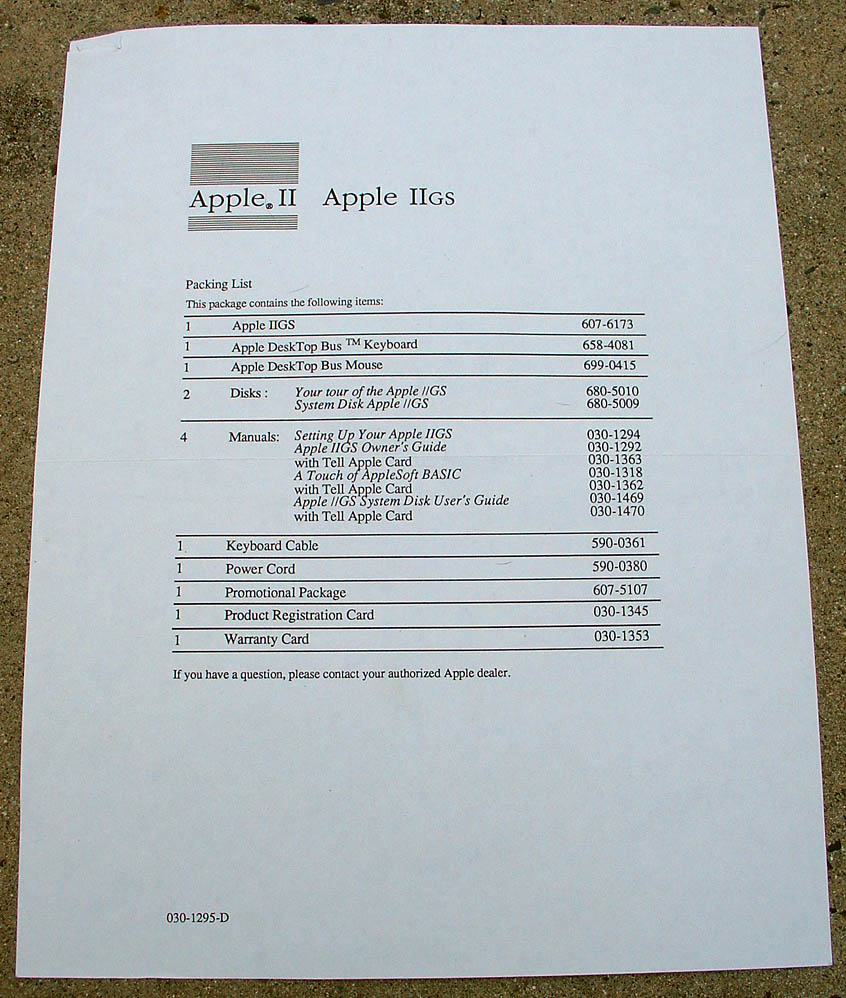 Apple® II Apple IIGS
Packing List
This package contains the following items:
1 Apple IIGS 607-6173
1 Apple DeskTop Bus ™ Keyboard 658-4081
1 Apple DeskTop Bus Mouse 699-0415
2 Disks : Your tour of the Apple //GS 680-5010
System Disk Apple //GS 680-5009
4 Manuals: Setting Up Your Apple IIGS 030-1294
Apple IIGS Owner's Guide 030-1292
with Tell Apple Card 030-1363
A Touch of AppleSoft BASIC 030-1318
with Tell Apple Card 030-1362
Apple //GS System Disk User's Guide 030-1469
with Tell Apple Card 030-1470
1 Keyboard Cable 590-0361
1 Power Cord 590-0380
1 Promotional Package 607-5107
1 Product Registration Card 030-1345
1 Warranty Card 030-1353
If you have a question, please contact your authorized Apple dealer.
030-1295-D